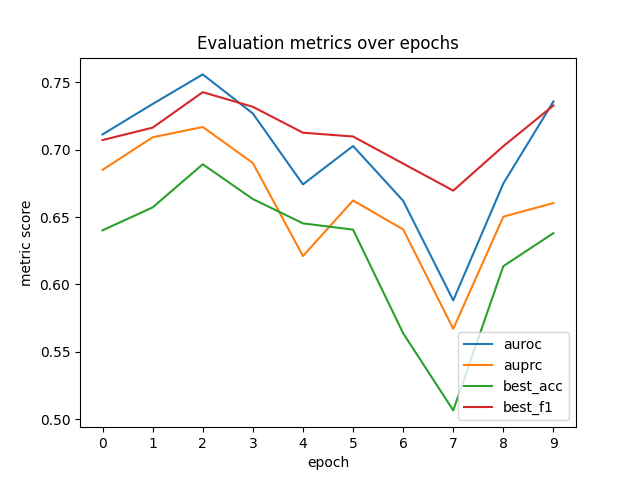 Evaluation metrics over epochs
metric score
0.75
0.70
0.65
0.60
0.55
0.50
auroc
auprc
best_acc
best_f1
0 1 2 3 4 5 6 7 8 9
epoch